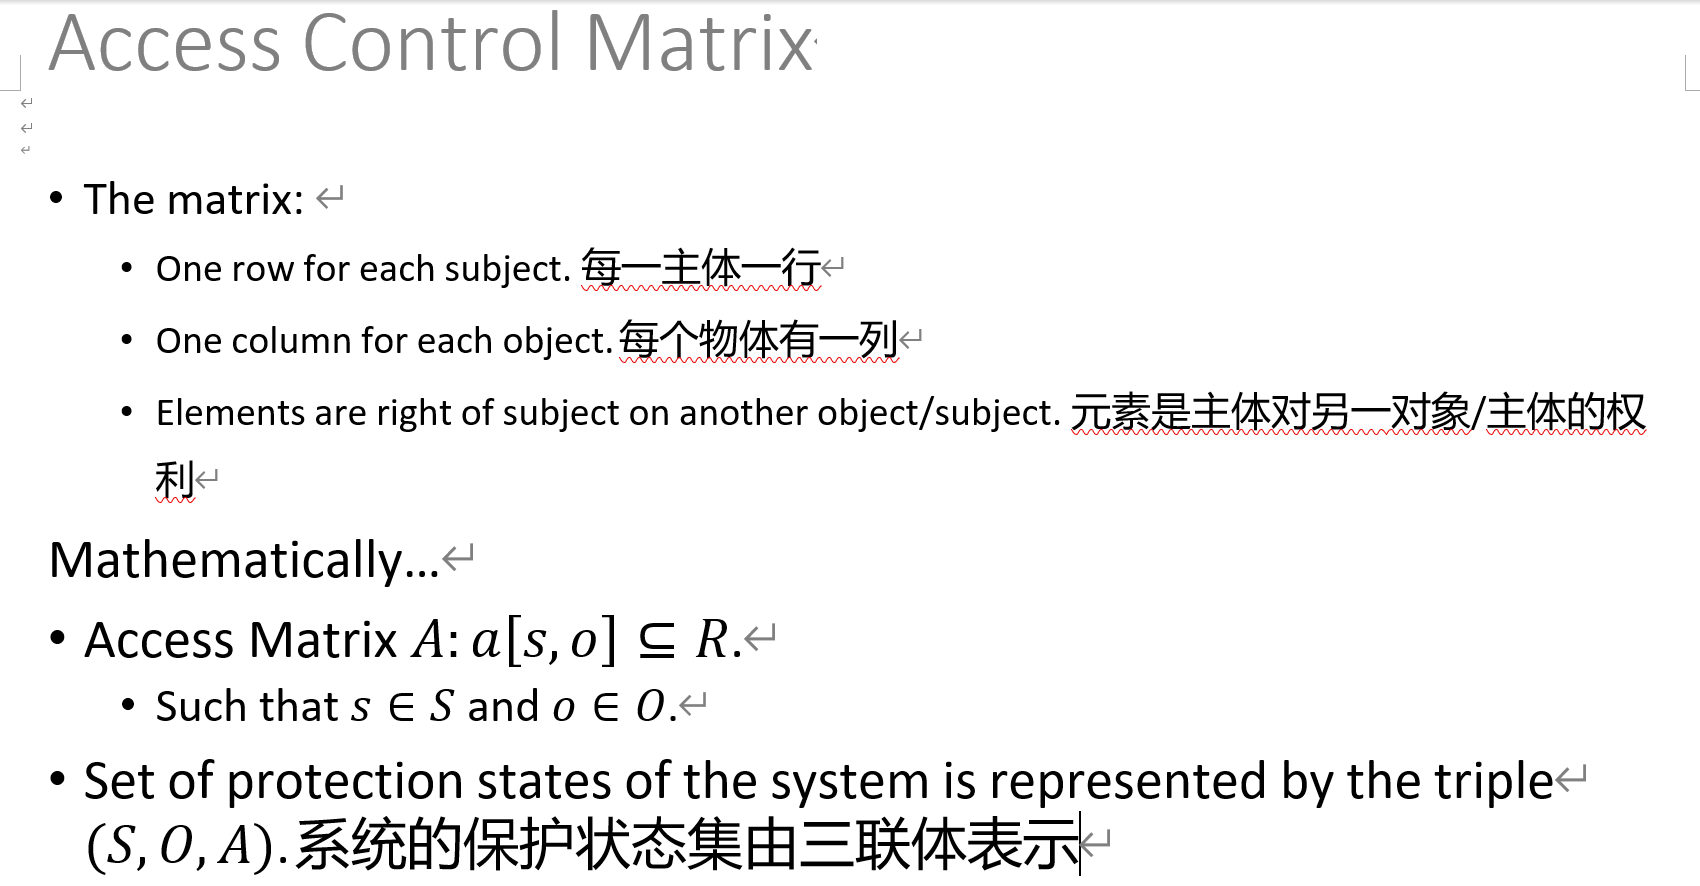 Access Control Matrix
• The matrix:
• One row for each subject. 每一主体一行
• One column for each object. 每个物体有一列
• Elements are right of subject on another object/subject. 元素是主体对另一对象/主体的权
利
Mathematically...
• Access Matrix A: a[s, o] ⊆ R.
• Such that s ∈ S and o ∈ O.
• Set of protection states of the system is represented by the triple
(S, O, A). 系统的保护状态集由三联体表示